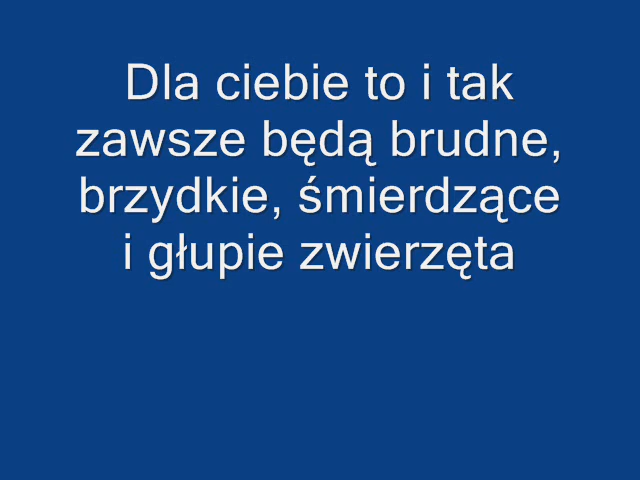 Dla ciebie to i tak
zawsze będą brudne,
brzydkie, śmierdzące
i głupie zwierzęta